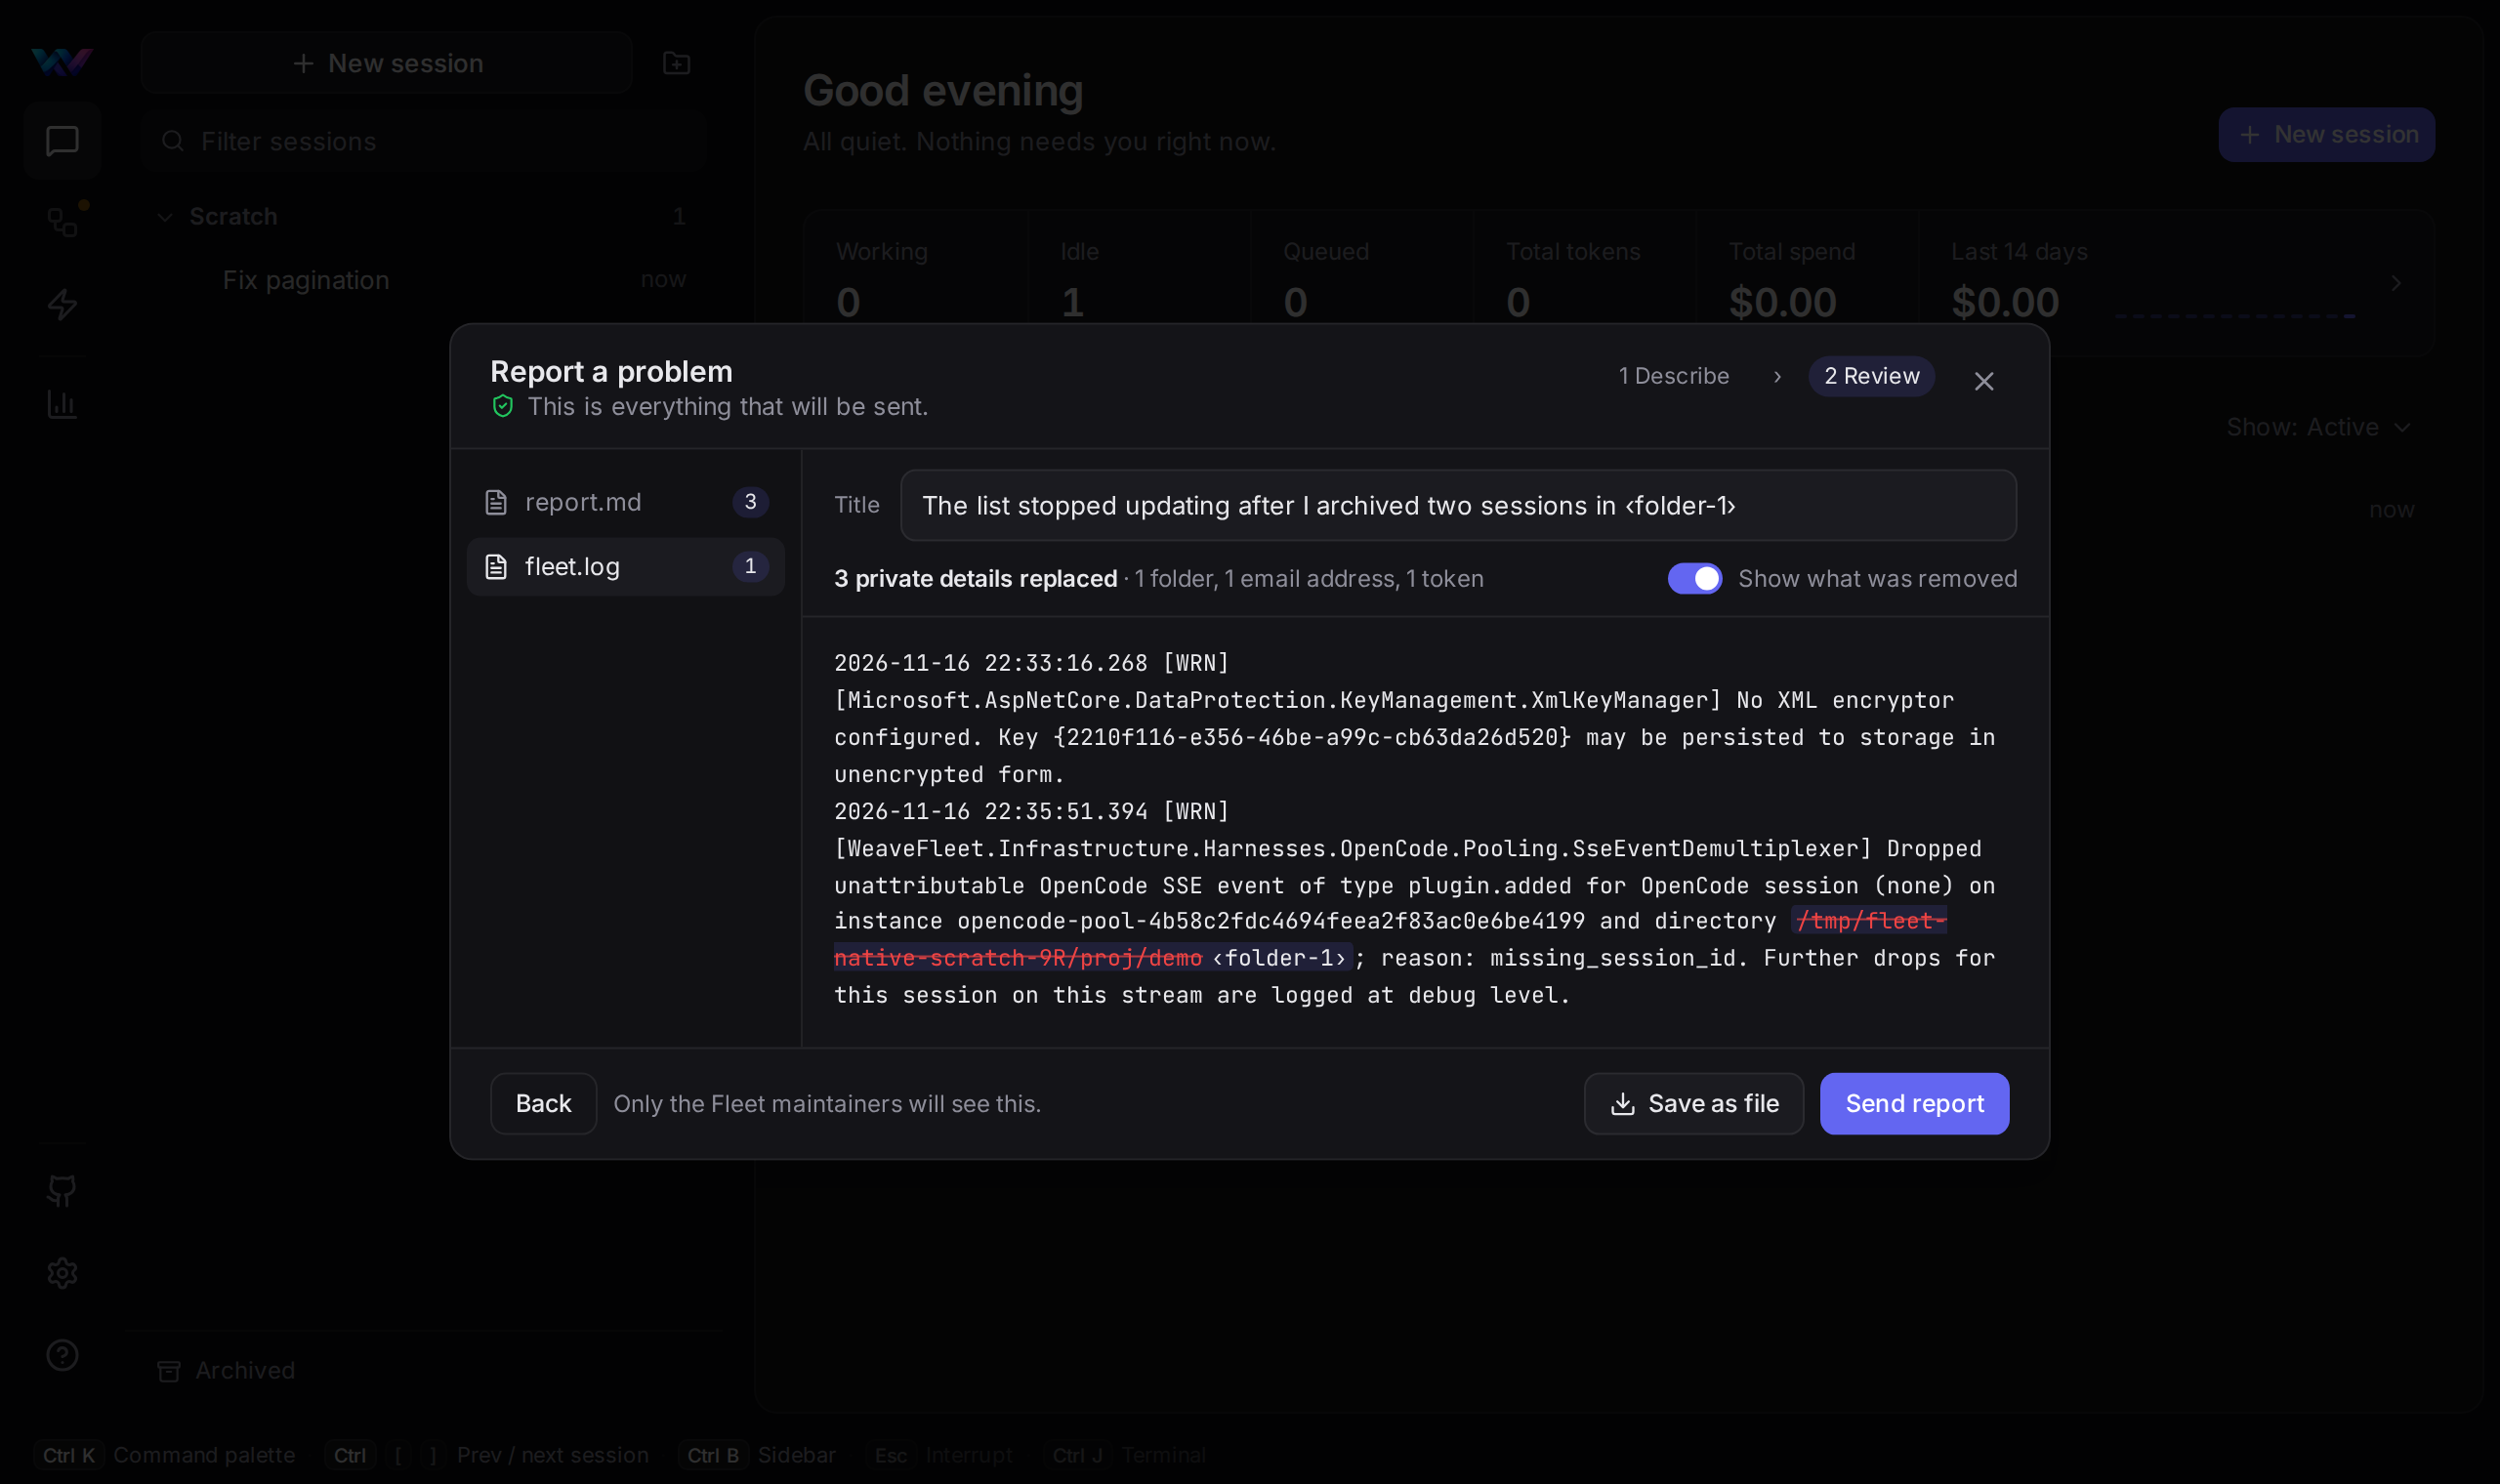 New session
Filter sessions
Scratch 1
Fix pagination now
Good evening
All quiet. Nothing needs you right now.
New session
Working Idle Queued Total tokens Total spend Last 14 days
0 1 0 0 $0.00 $0.00
Show: Active
now
Report a problem
This is everything that will be sent.
1 Describe › 2 Review
report.md 3
fleet.log 1
Title The list stopped updating after I archived two sessions in ‹folder-1›
3 private details replaced · 1 folder, 1 email address, 1 token
Show what was removed
2026-11-16 22:33:16.268 [WRN]
[Microsoft.AspNetCore.DataProtection.KeyManagement.XmlKeyManager] No XML encryptor
configured. Key {2210f116-e356-46be-a99c-cb63da26d520} may be persisted to storage in
unencrypted form.
2026-11-16 22:35:51.394 [WRN]
[WeaveFleet.Infrastructure.Harnesses.OpenCode.Pooling.SseEventDemultiplexer] Dropped
unattributable OpenCode SSE event of type plugin.added for OpenCode session (none) on
instance opencode-pool-4b58c2fdc4694feea2f83ac0e6be4199 and directory /tmp/fleet-
native-scratch-9R/proj/demo ‹folder-1›; reason: missing_session_id. Further drops for
this session on this stream are logged at debug level.
Back
Only the Fleet maintainers will see this.
Save as file
Send report
Archived
Ctrl K Command palette Ctrl [ ] Prev / next session Ctrl B Sidebar Esc Interrupt Ctrl J Terminal